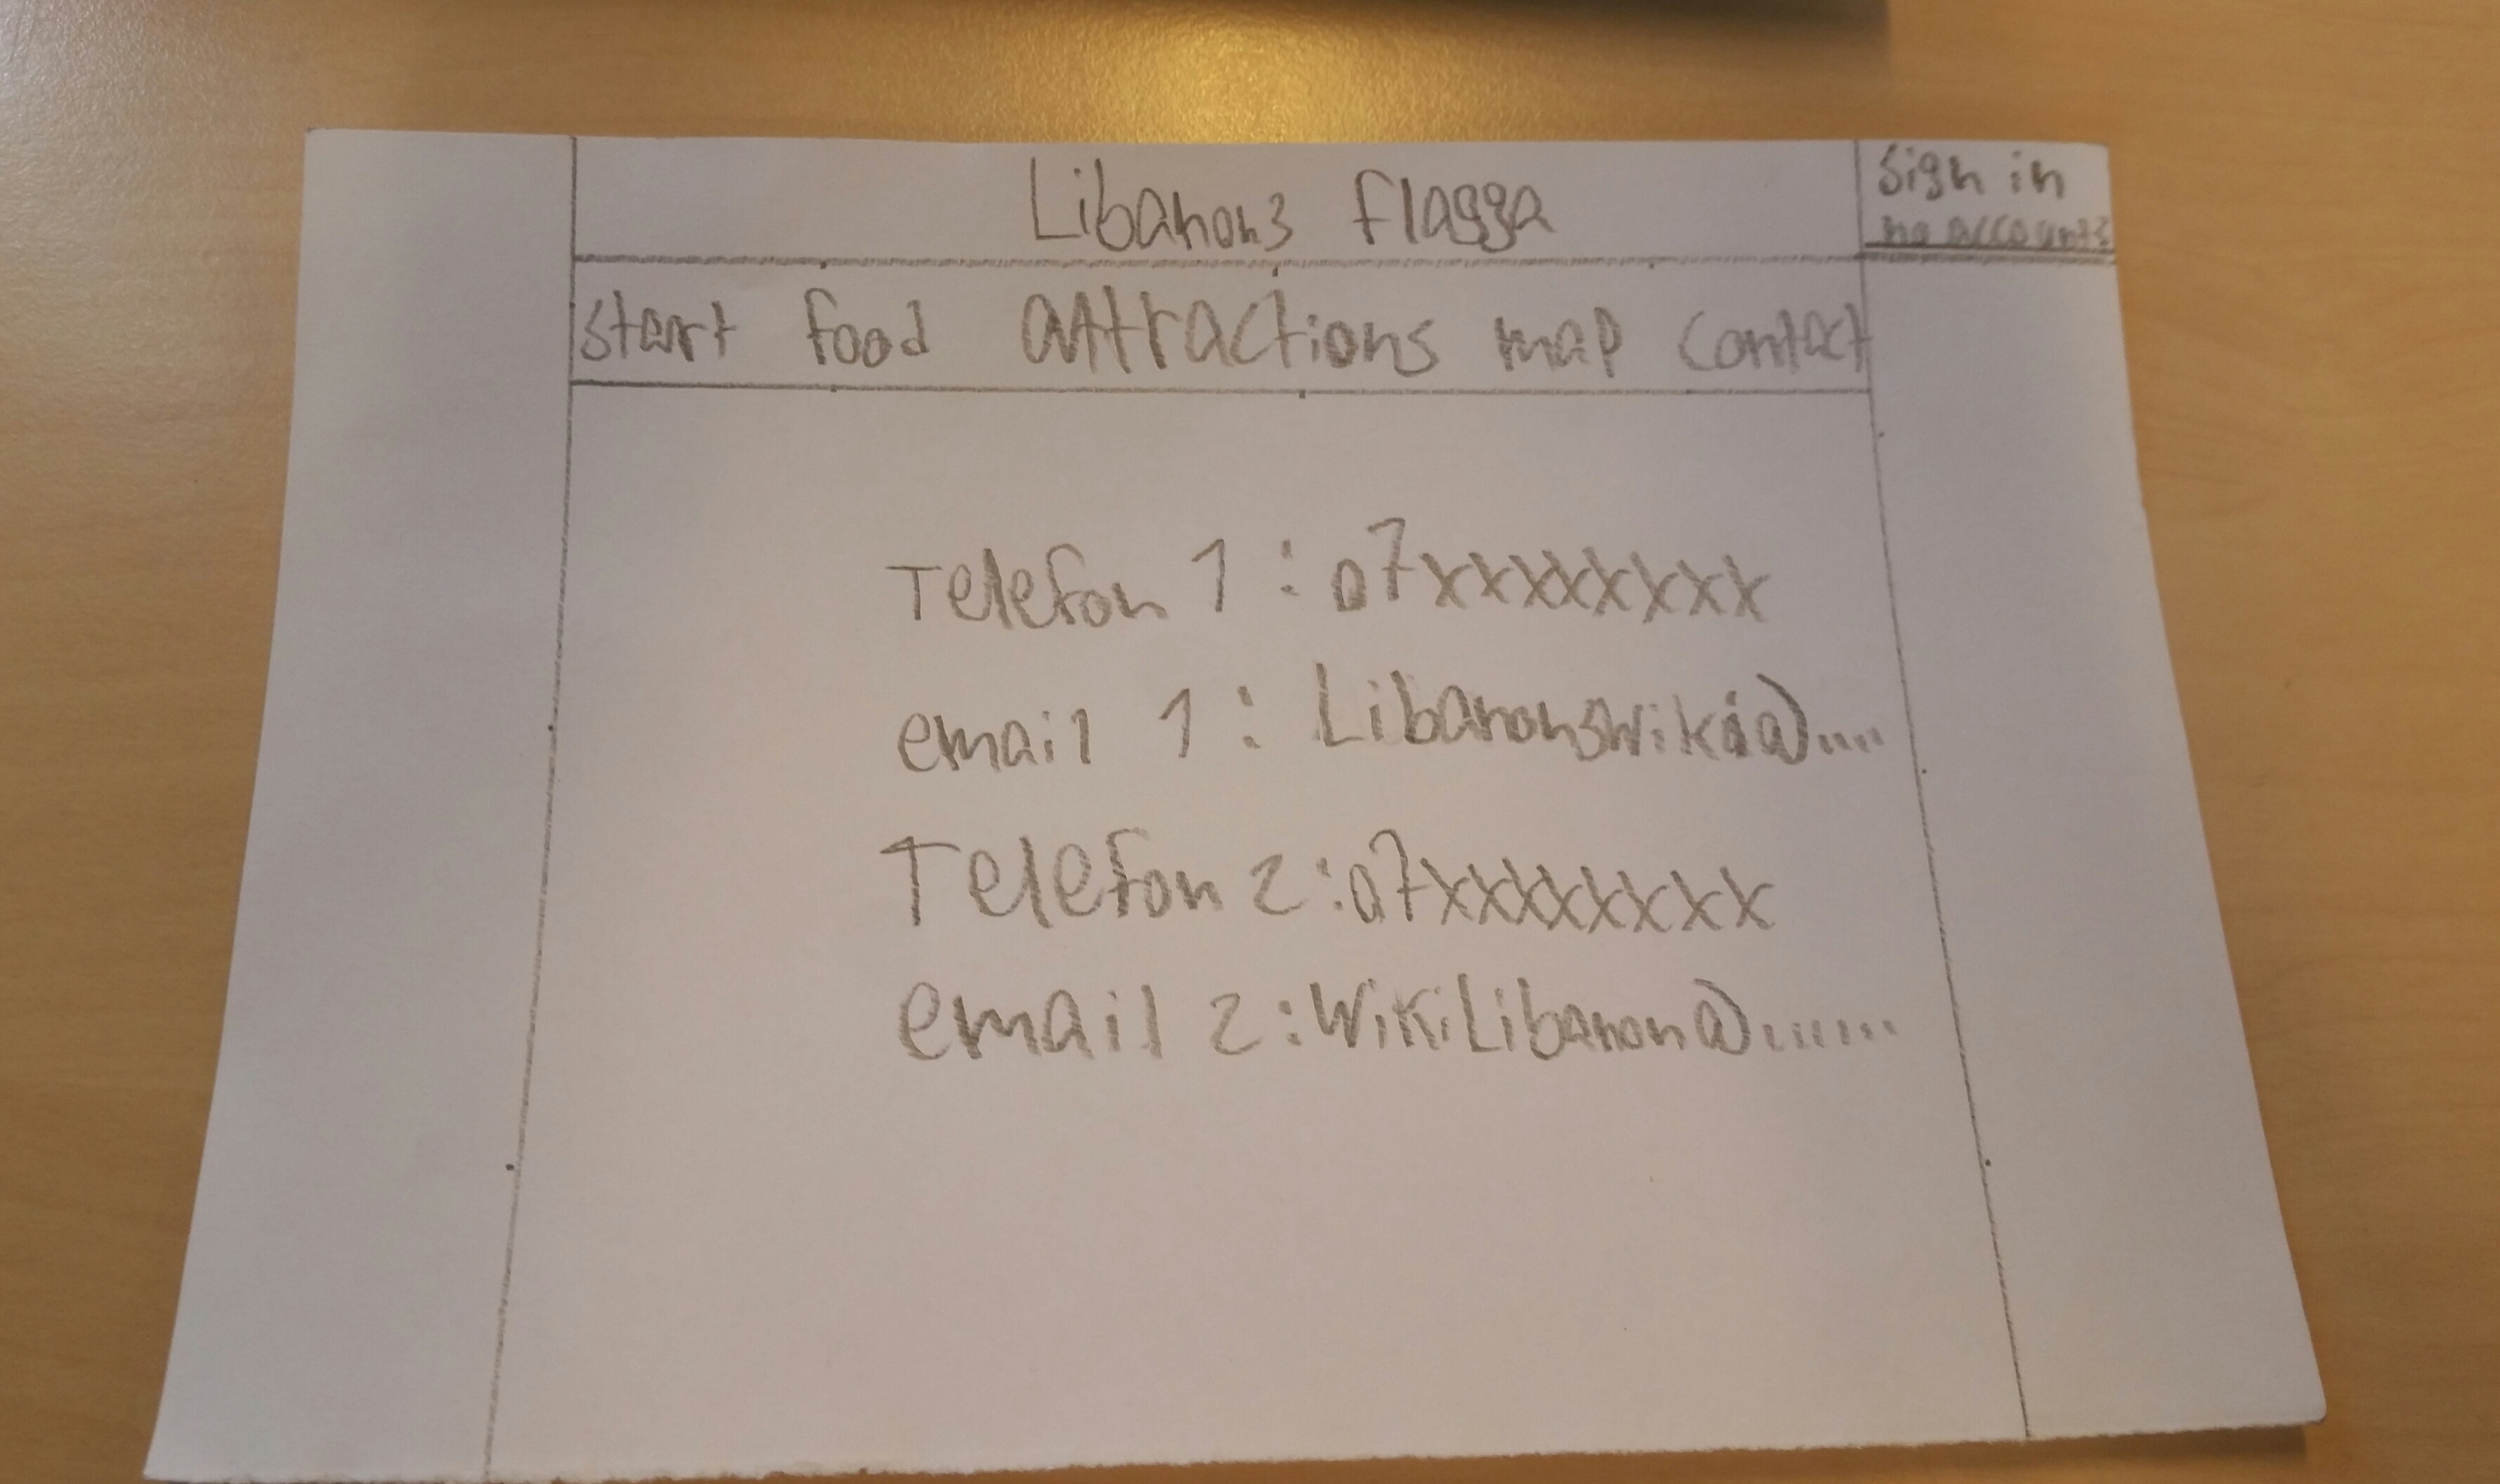 Libanons flagga
Sign in
no account?
start food attractions map contact
Telefon 1: 07xxxxxxxx
email 1: Libanonswiki@....
Telefon 2:07xxxxxxxx
email 2:WikiLibanon@.......